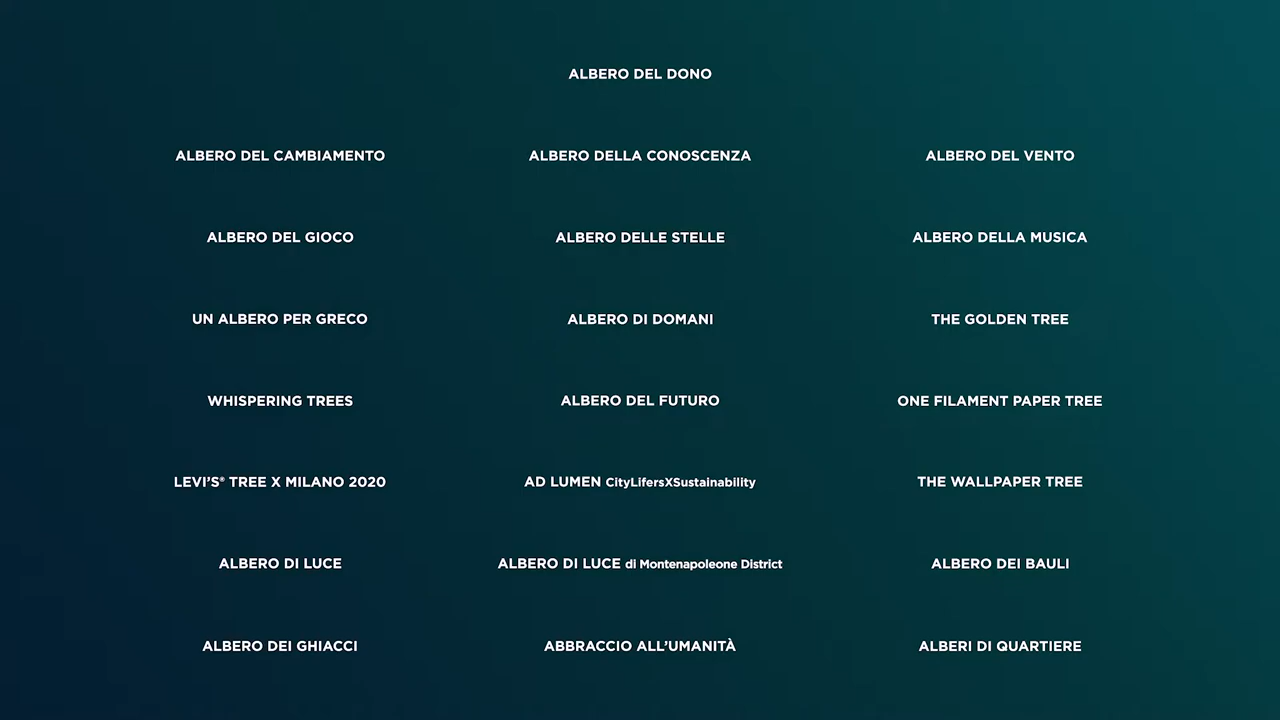 ALBERO DEL DONO
ALBERO DEL CAMBIAMENTO
ALBERO DELLA CONOSCENZA
ALBERO DEL VENTO
ALBERO DEL GIOCO
ALBERO DELLE STELLE
ALBERO DELLA MUSICA
UN ALBERO PER GRECO
ALBERO DI DOMANI
THE GOLDEN TREE
WHISPERING TREES
ALBERO DEL FUTURO
ONE FILAMENT PAPER TREE
LEVI'S® TREE X MILANO 2020
AD LUMEN CityLifersXSustainability
THE WALLPAPER TREE
ALBERO DI LUCE
ALBERO DI LUCE di Montenapoleone District
ALBERO DEI BAULI
ALBERO DEI GHIACCI
ABBRACCIO ALL'UMANITÀ
ALBERI DI QUARTIERE